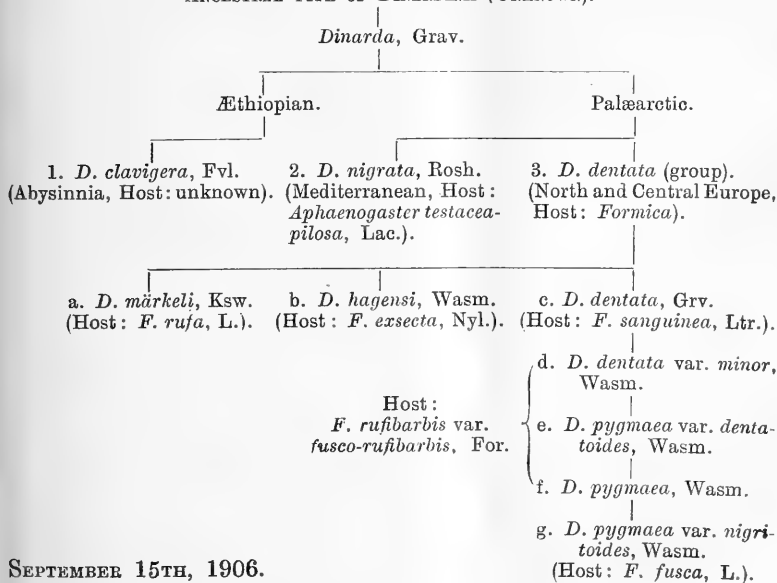 Dinarda, Grav.
Æthiopian.
Palæarctic.
1. D. clavigera, Fvl.
(Abysinnia, Host: unknown).
2. D. nigrata, Rosh.
(Mediterranean, Host:
Aphaenogaster testacea-
pilosa, Lac.).
3. D. dentata (group).
(North and Central Europe,
Host: Formica).
a. D. märkeli, Ksw.
(Host: F. rufa, L.).
b. D. hagensi, Wasm.
(Host: F. exsecta, Nyl.).
c. D. dentata, Grv.
(Host: F. sanguinea, Ltr.).
Host:
F. rufibarbis var.
fusco-rufibarbis, For.
d. D. dentata var. minor,
Wasm.
e. D. pygmaea var. denta-
toides, Wasm.
f. D. pygmaea, Wasm.
g. D. pygmaea var. nigri-
toides, Wasm.
(Host: F. fusca, L.).
September 15th, 1906.